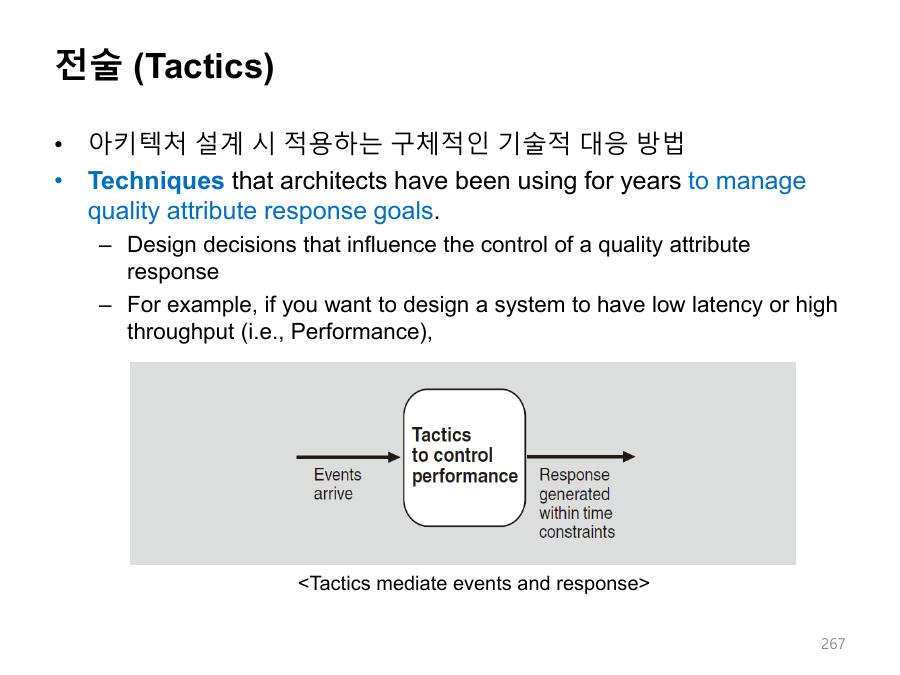 전술 (Tactics)
• 아키텍처 설계 시 적용하는 구체적인 기술적 대응 방법
• Techniques that architects have been using for years to manage
quality attribute response goals.
– Design decisions that influence the control of a quality attribute
response
– For example, if you want to design a system to have low latency or high
throughput (i.e., Performance),
Events
arrive
Tactics
to control
performance
Response
generated
within time
constraints
<Tactics mediate events and response>
267